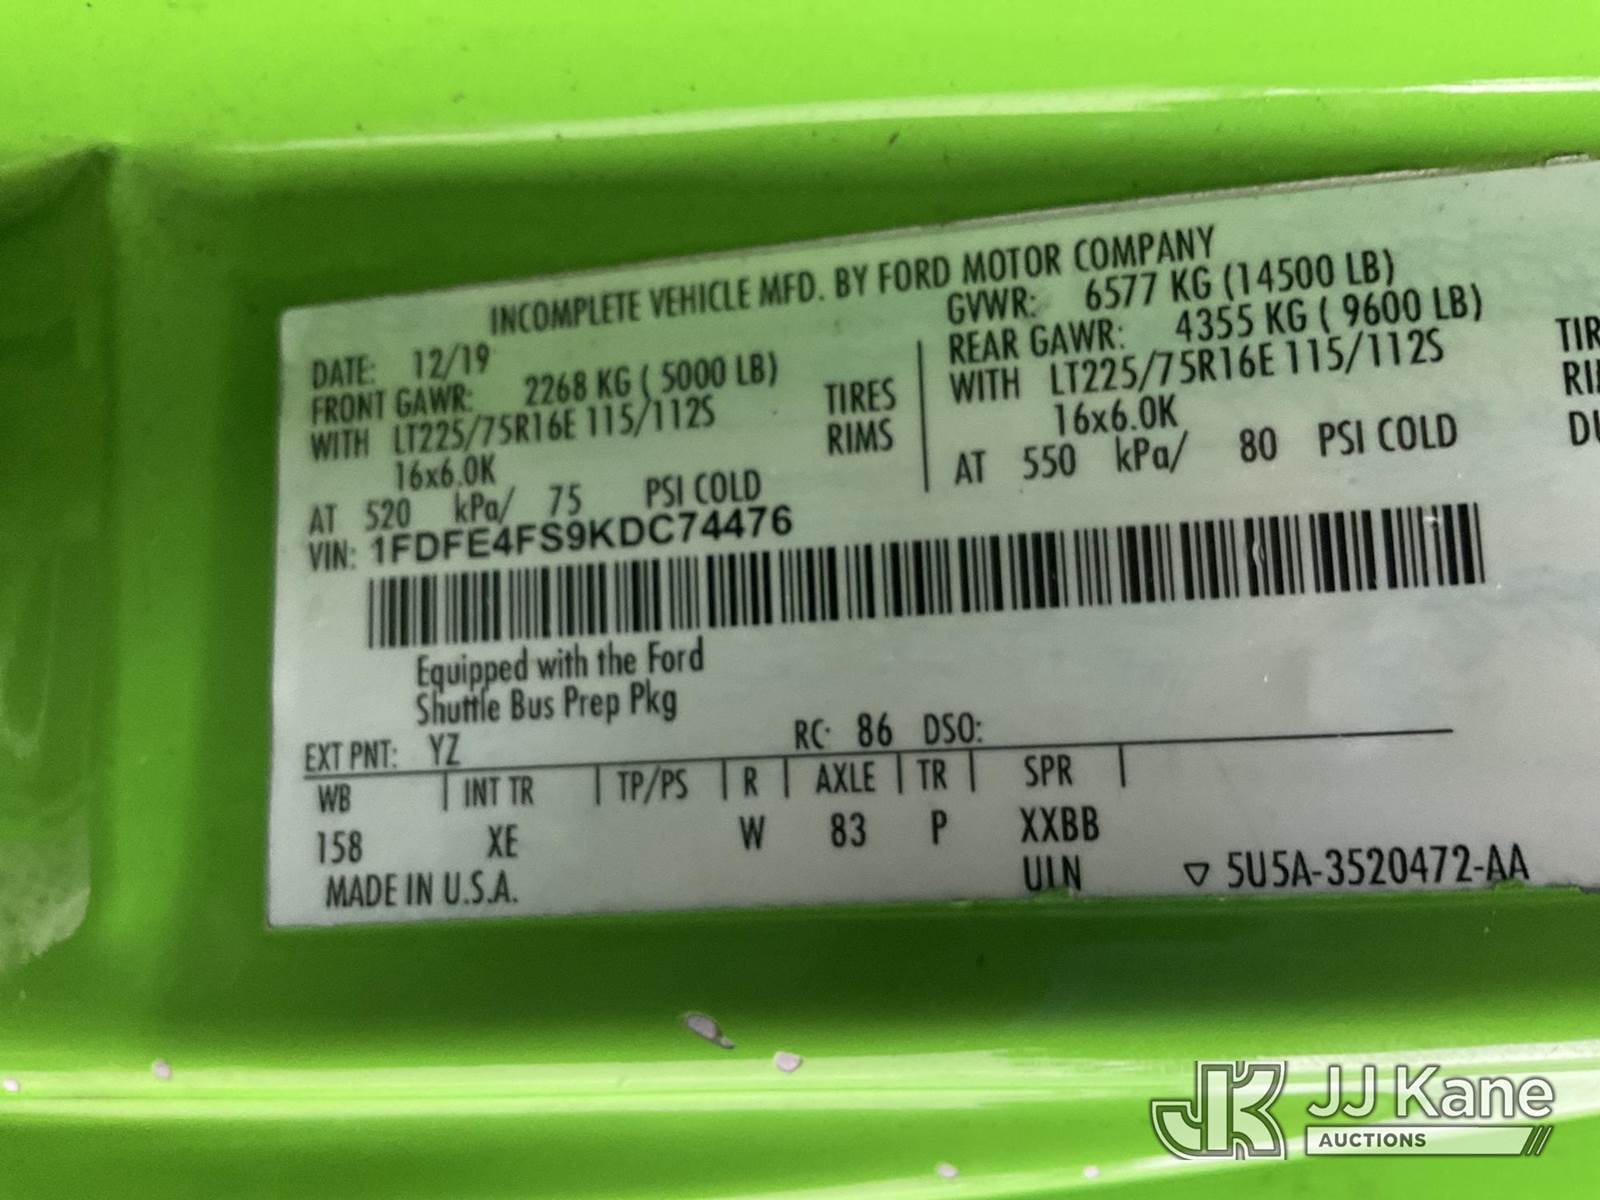 INCOMPLETE VEHICLE MFD. BY FORD MOTOR COMPANY
DATE: 12/19
GVWR: 6577 KG (14500 LB)
FRONT GAWR: 2268 KG ( 5000 LB)
REAR GAWR: 4355 KG ( 9600 LB)
WITH LT225/75R16E 115/112S TIRES
WITH LT225/75R16E 115/112S TIR
16x6.0K RIMS
16x6.0K
AT 520 kPa/ 75 PSI COLD
AT 550 kPa/ 80 PSI COLD
VIN: 1FDFE4FS9KDC74476
Equipped with the Ford
Shuttle Bus Prep Pkg
EXT PNT: YZ RC: 86 DSO:
WB INT TR TP/PS R AXLE TR SPR
158 XE W 83 P XXBB
MADE IN U.S.A. ULN 5U5A-3520472-AA
JK JJ Kane
AUCTIONS